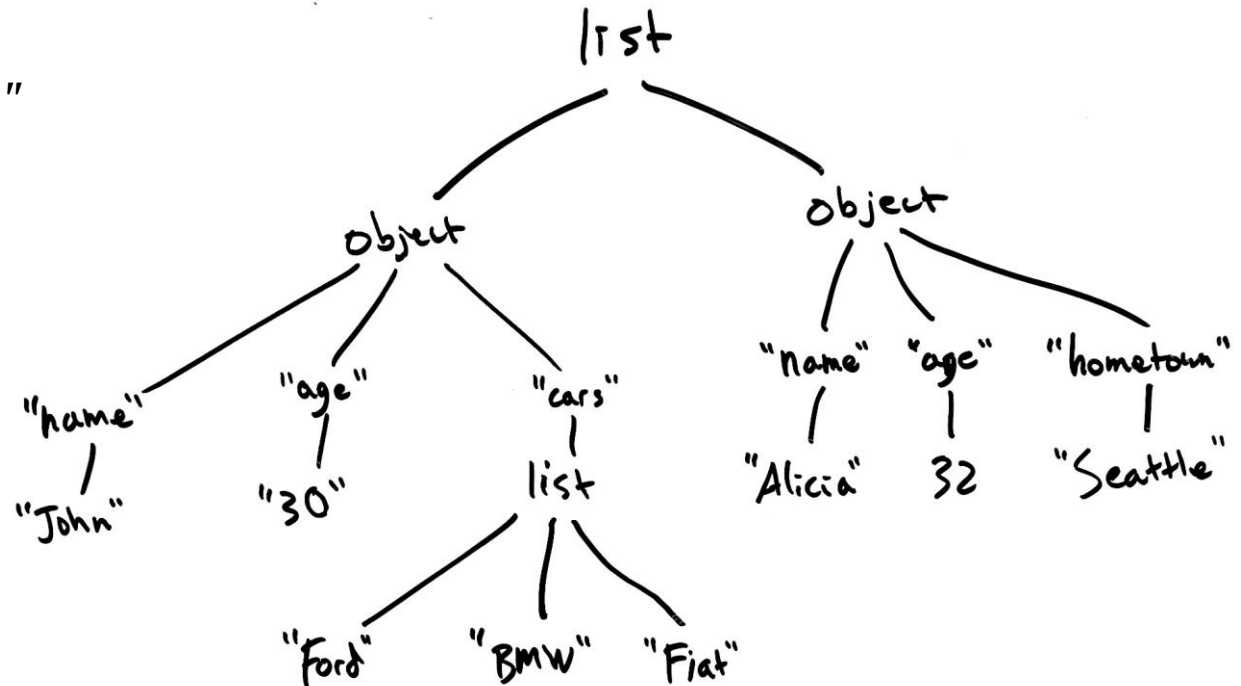 list
"
object
object
"name" "age" "hometown"
"name" "age" "cars"
"Alicia" 32 "Seattle"
"John" "30" list
"Ford" "BMW" "Fiat"